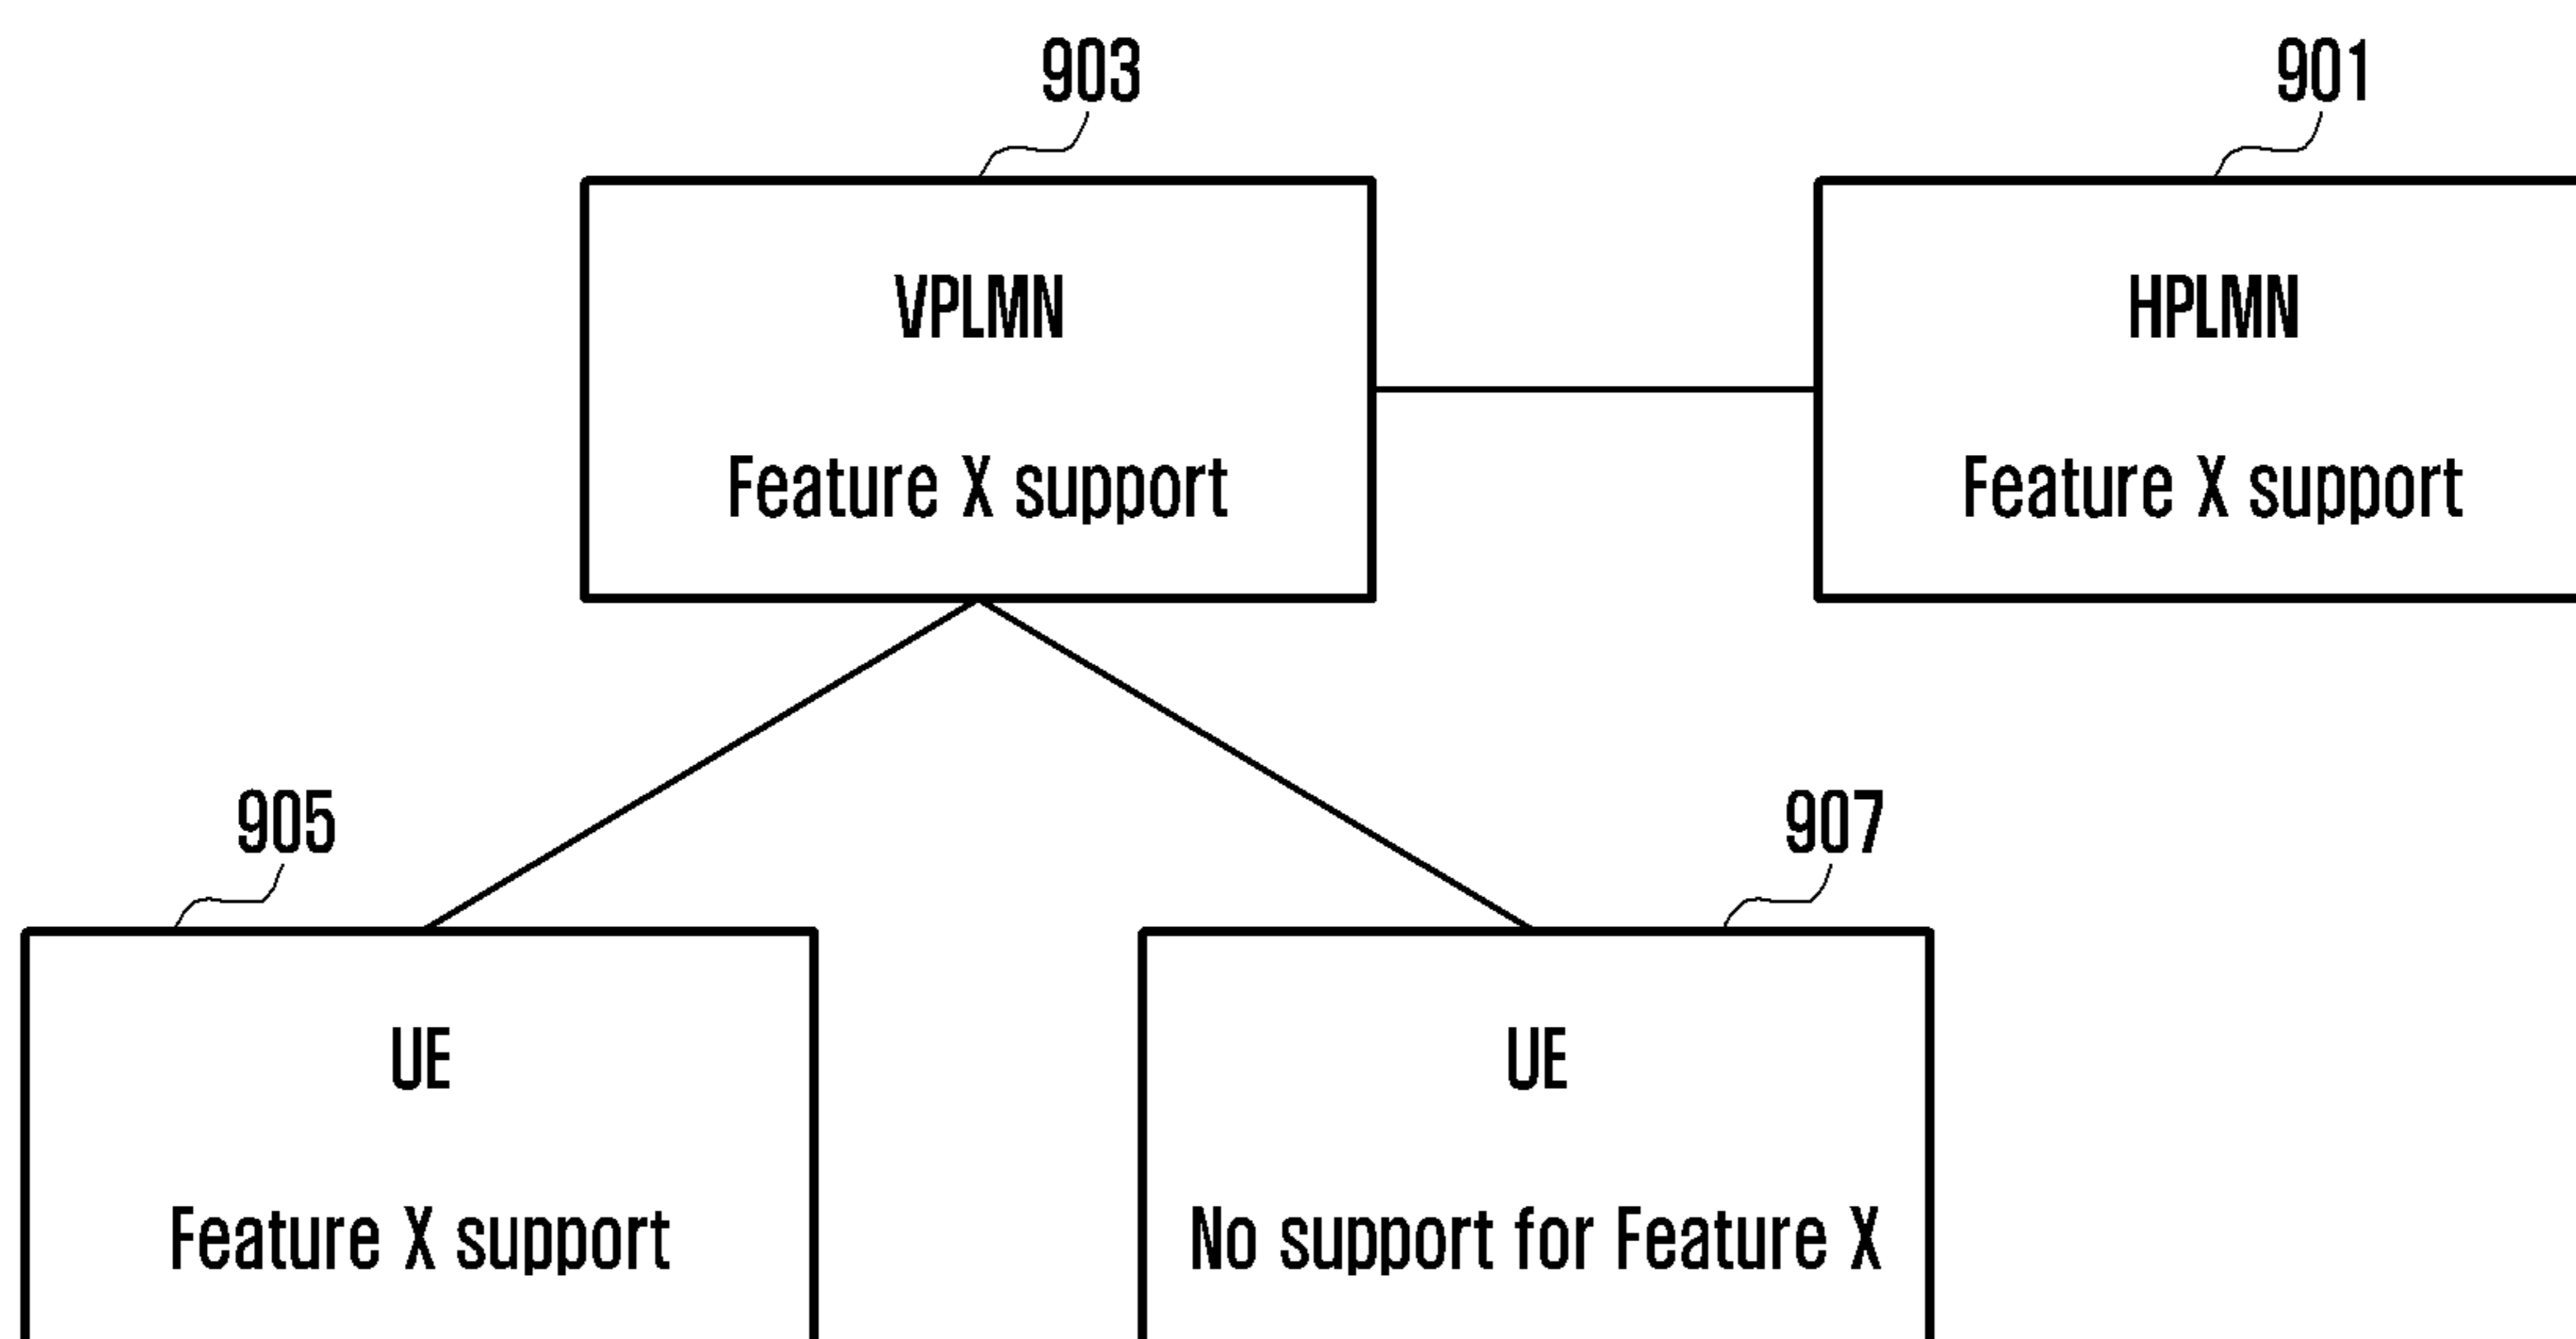 903
901
VPLMN
HPLMN
Feature X support
Feature X support
905
907
UE
UE
Feature X support
No support for Feature X